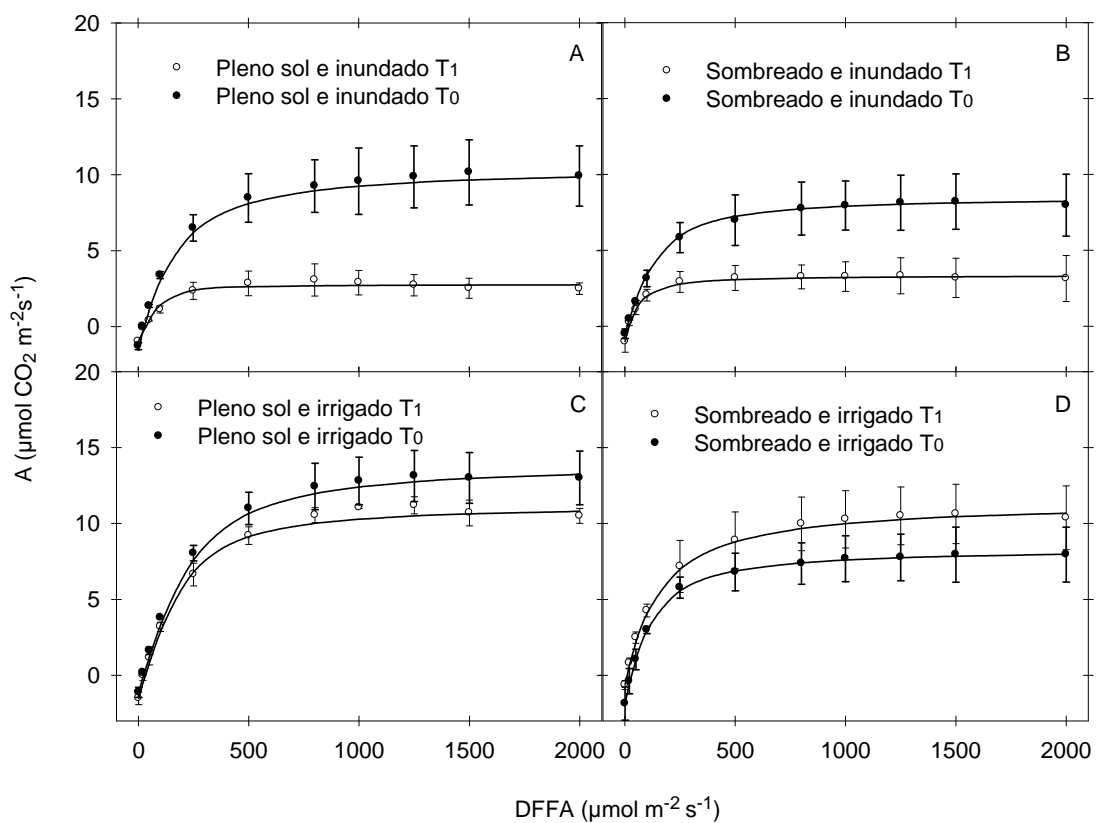 20
15
10
5
0
A
Pleno sol e inundado T1
Pleno sol e inundado T0
B
Sombreado e inundado T1
Sombreado e inundado T0
A (µmol CO2 m-2s-1)
20
15
10
5
0
C
Pleno sol e irrigado T1
Pleno sol e irrigado T0
D
Sombreado e irrigado T1
Sombreado e irrigado T0
0 500 1000 1500 2000
0 500 1000 1500 2000
DFFA (µmol m-2 s-1)